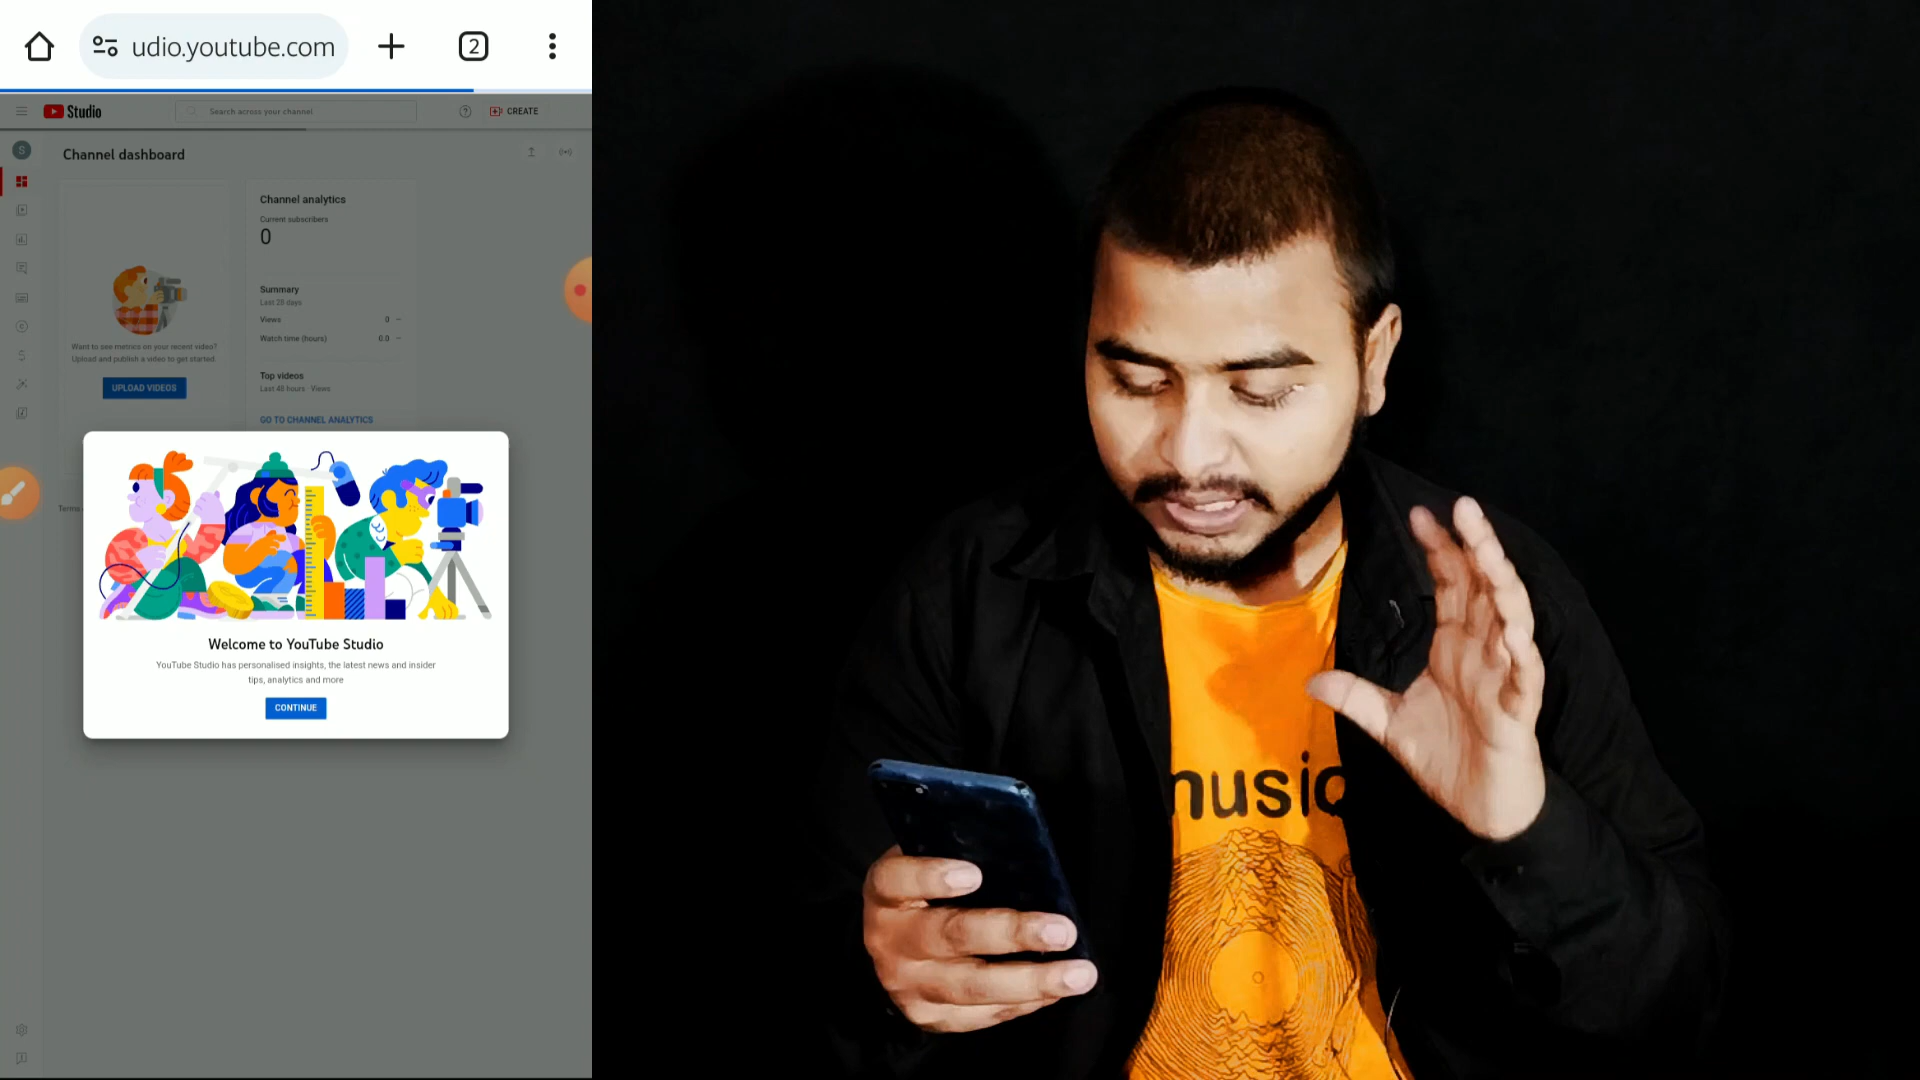 udio.youtube.com
2
Studio
Search across your channel
CREATE
S
Channel dashboard
Channel analytics
Current subscribers
0
Summary
Last 28 days
Views 0 –
Watch time (hours) 0.0 –
Top videos
Last 48 hours · Views
GO TO CHANNEL ANALYTICS
Want to see metrics on your recent video?
Upload and publish a video to get started.
UPLOAD VIDEOS
Terms
Welcome to YouTube Studio
YouTube Studio has personalised insights, the latest news and insider
tips, analytics and more
CONTINUE
music